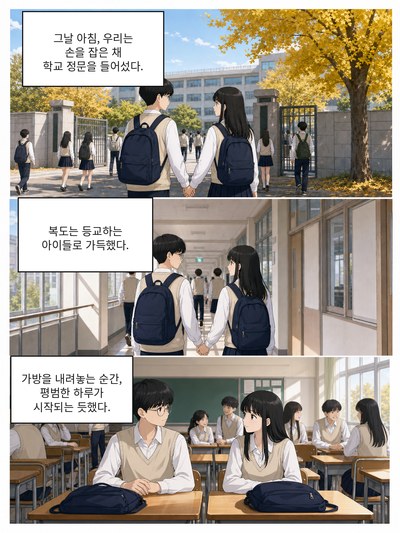 그날 아침, 우리는
손을 잡은 채
학교 정문을 들어섰다.
복도는 등교하는
아이들로 가득했다.
가방을 내려놓는 순간,
평범한 하루가
시작되는 듯했다.